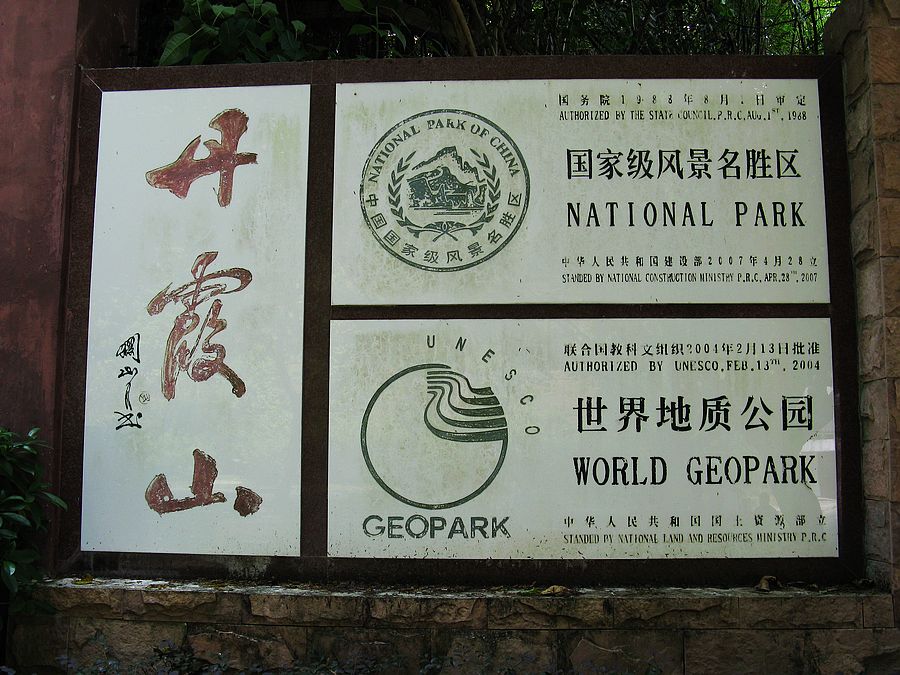 丹霞山
国务院1988年8月1日审定
AUTHORIZED BY THE STATE COUNCIL,P.R.C,AUG.1ST,1988
NATIONAL PARK OF CHINA
中国国家级风景名胜区
国家级风景名胜区
NATIONAL PARK
中华人民共和国建设部2007年4月28立
STANDED BY NATIONAL CONSTRUCTION MINISTRY P.R.C,APR.28TH,2007
联合国教科文组织2004年2月13日批准
AUTHORIZED BY UNESCO,FEB.13TH, 2004
UNESCO
GEOPARK
世界地质公园
WORLD GEOPARK
中华人民共和国国土资源部立
STANDED BY NATIONAL LAND AND RESOURCES MINISTRY P.R.C